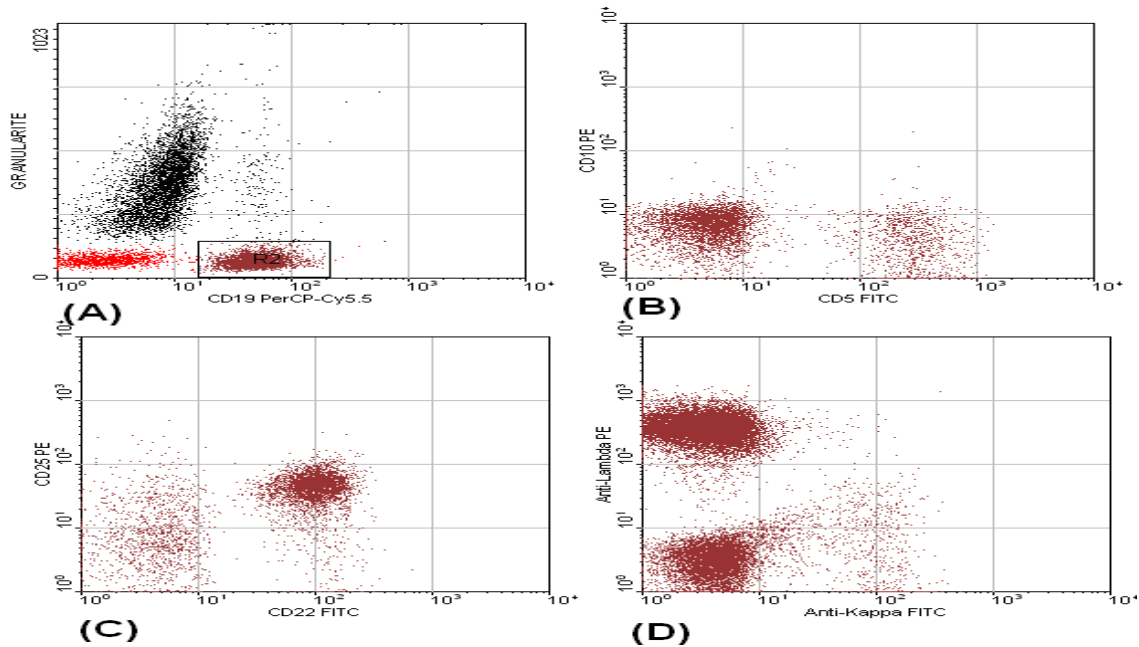 1023
GRANULARITE
0
R2
10⁰ 10¹ 10² 10³ 10⁴
CD19 PerCP-Cy5.5
(A)
10⁴
10³
10²
10¹
10⁰
CD10 PE
10⁰ 10¹ 10² 10³ 10⁴
CD5 FITC
(B)
10⁴
10³
10²
10¹
10⁰
CD25 PE
10⁰ 10¹ 10² 10³ 10⁴
CD22 FITC
(C)
10⁴
10³
10²
10¹
10⁰
Anti-Lambda PE
10⁰ 10¹ 10² 10³ 10⁴
Anti-Kappa FITC
(D)